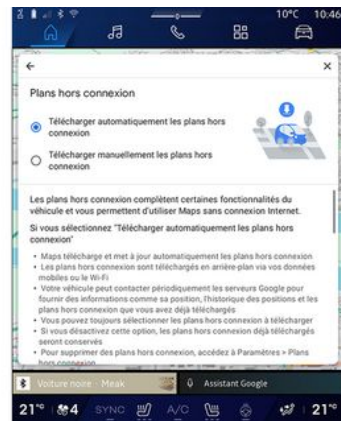 10°C 10:46
Plans hors connexion
Télécharger automatiquement les plans hors
connexion
Télécharger manuellement les plans hors
connexion
Les plans hors connexion complètent certaines fonctionnalités du
véhicule et vous permettent d'utiliser Maps sans connexion Internet.
Si vous sélectionnez "Télécharger automatiquement les plans hors
connexion"
• Maps télécharge et met à jour automatiquement les plans hors connexion
• Les plans hors connexion sont téléchargés en arrière-plan via vos données
mobiles ou le Wi-Fi
• Votre véhicule peut contacter périodiquement les serveurs Google pour
fournir des informations comme sa position, l'historique des positions et les
plans hors connexion que vous avez déjà téléchargés
• Vous pouvez toujours sélectionner les plans hors connexion à télécharger
• Si vous désactivez cette option, les plans hors connexion déjà téléchargés
seront conservés
• Pour supprimer des plans hors connexion, accédez à Paramètres > Plans
hors connexion
Voiture noire · Meak Assistant Google
21°° 4 SYNC A/C 21°°